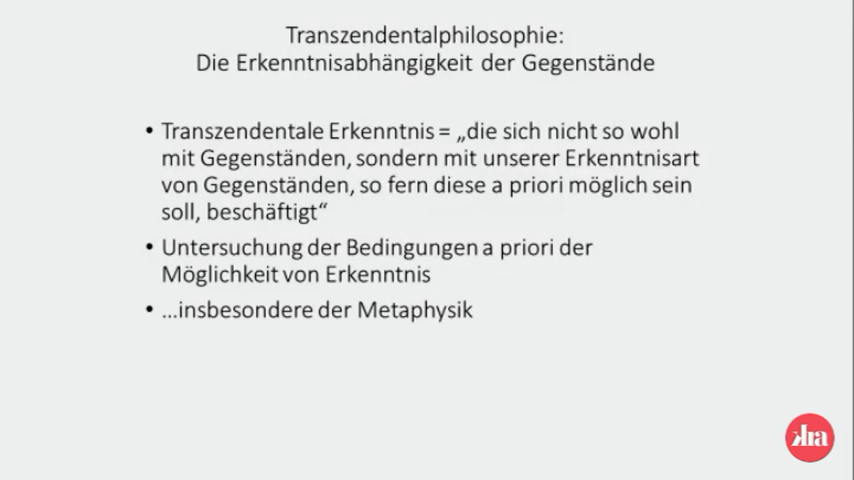 Transzendentalphilosophie:
Die Erkenntnisabhängigkeit der Gegenstände
• Transzendentale Erkenntnis = „die sich nicht so wohl
mit Gegenständen, sondern mit unserer Erkenntnisart
von Gegenständen, so fern diese a priori möglich sein
soll, beschäftigt“
• Untersuchung der Bedingungen a priori der
Möglichkeit von Erkenntnis
• …insbesondere der Metaphysik